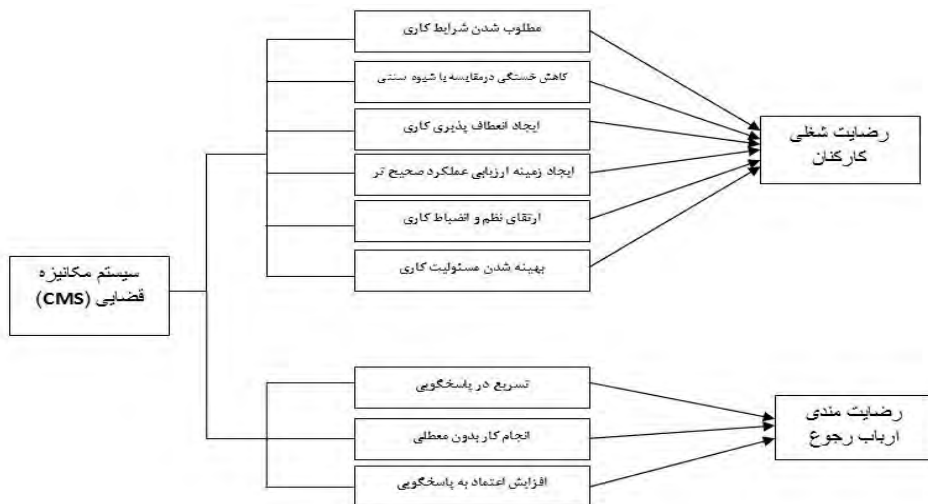 مطلوب شدن شرایط کاری
کاهش خستگی درمقایسه با شیوه سنتی
ایجاد انعطاف پذیری کاری
ایجاد زمینه ارزیابی عملکرد صحیح تر
ارتقای نظم و انضباط کاری
بهینه شدن مسئولیت کاری
رضایت شغلی
کارکنان
سیستم مکانیزه
قضایی (CMS)
تسریع در پاسخگویی
انجام کار بدون معطلی
افزایش اعتماد به پاسخگویی
رضایت مندی
ارباب رجوع